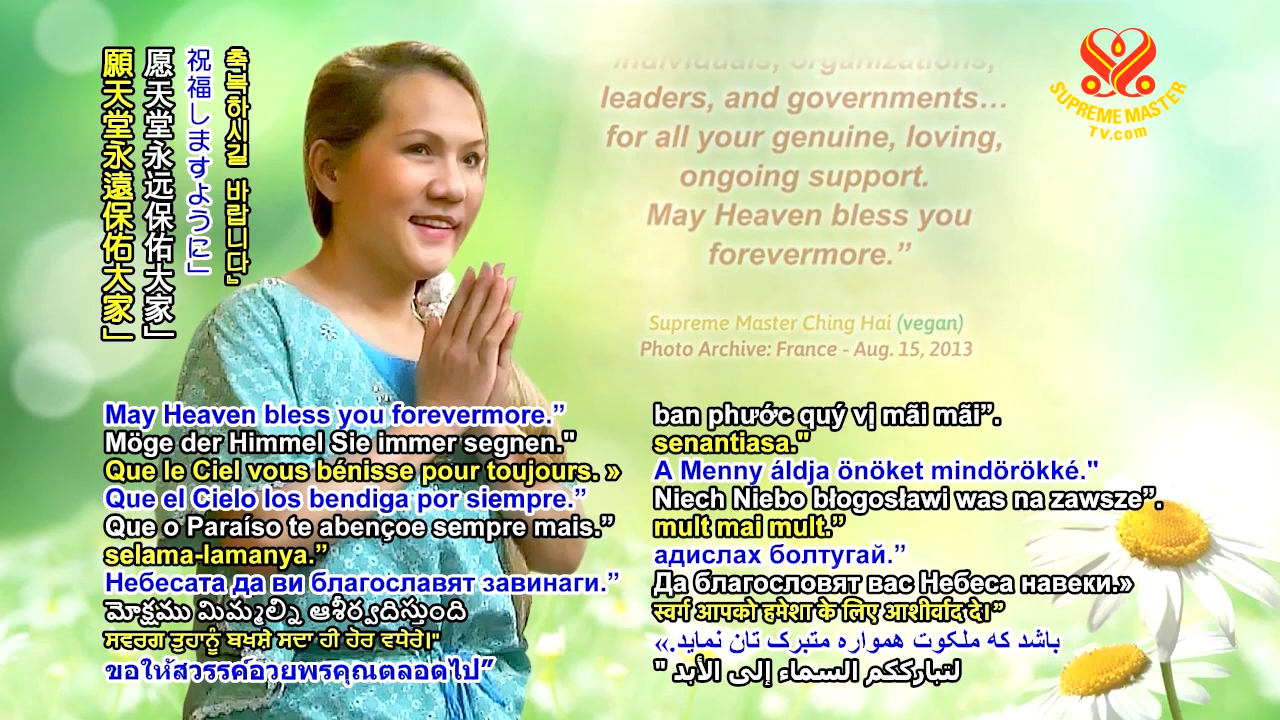 축복하시길 바랍니다』
祝福しますように」
愿天堂永远保佑大家」
願天堂永遠保佑大家」
individuals, organizations,
leaders, and governments…
for all your genuine, loving,
ongoing support.
May Heaven bless you
forevermore.”
Supreme Master Ching Hai (vegan)
Photo Archive: France - Aug. 15, 2013
SUPREME MASTER
TV.com
May Heaven bless you forevermore.”
Möge der Himmel Sie immer segnen."
Que le Ciel vous bénisse pour toujours. »
Que el Cielo los bendiga por siempre.”
Que o Paraíso te abençoe sempre mais.”
selama-lamanya.”
Небесата да ви благославят завинаги.”
మోక్షము మిమ్మల్ని ఆశీర్వదిస్తుంది
ਸਵਰਗ ਤੁਹਾਨੂੰ ਬਖਸ਼ੇ ਸਦਾ ਹੀ ਹੋਰ ਵਧੇਰੇ।"
ขอให้สวรรค์อวยพรคุณตลอดไป”
ban phước quý vị mãi mãi”.
senantiasa."
A Menny áldja önöket mindörökké."
Niech Niebo błogosławi was na zawsze”.
mult mai mult.”
адислах болтугай.”
Да благословят вас Небеса навеки.»
स्वर्ग आपको हमेशा के लिए आशीर्वाद दे।”
باشد که ملکوت همواره متبرک تان نماید.»
لتبارككم السماء إلى الأبد "